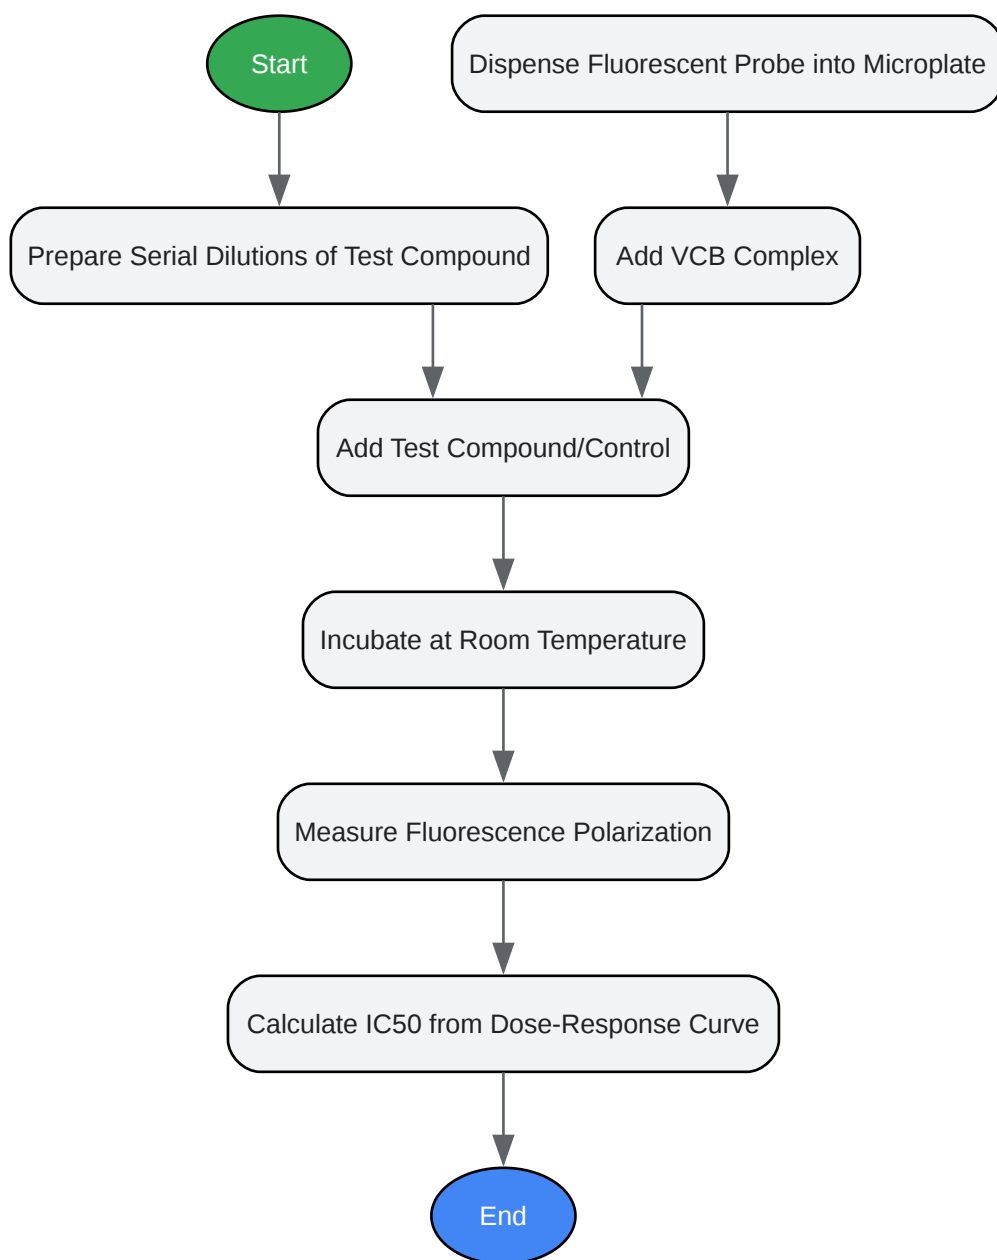 Start
Dispense Fluorescent Probe into Microplate
Prepare Serial Dilutions of Test Compound
Add VCB Complex
Add Test Compound/Control
Incubate at Room Temperature
Measure Fluorescence Polarization
Calculate IC50 from Dose-Response Curve
End